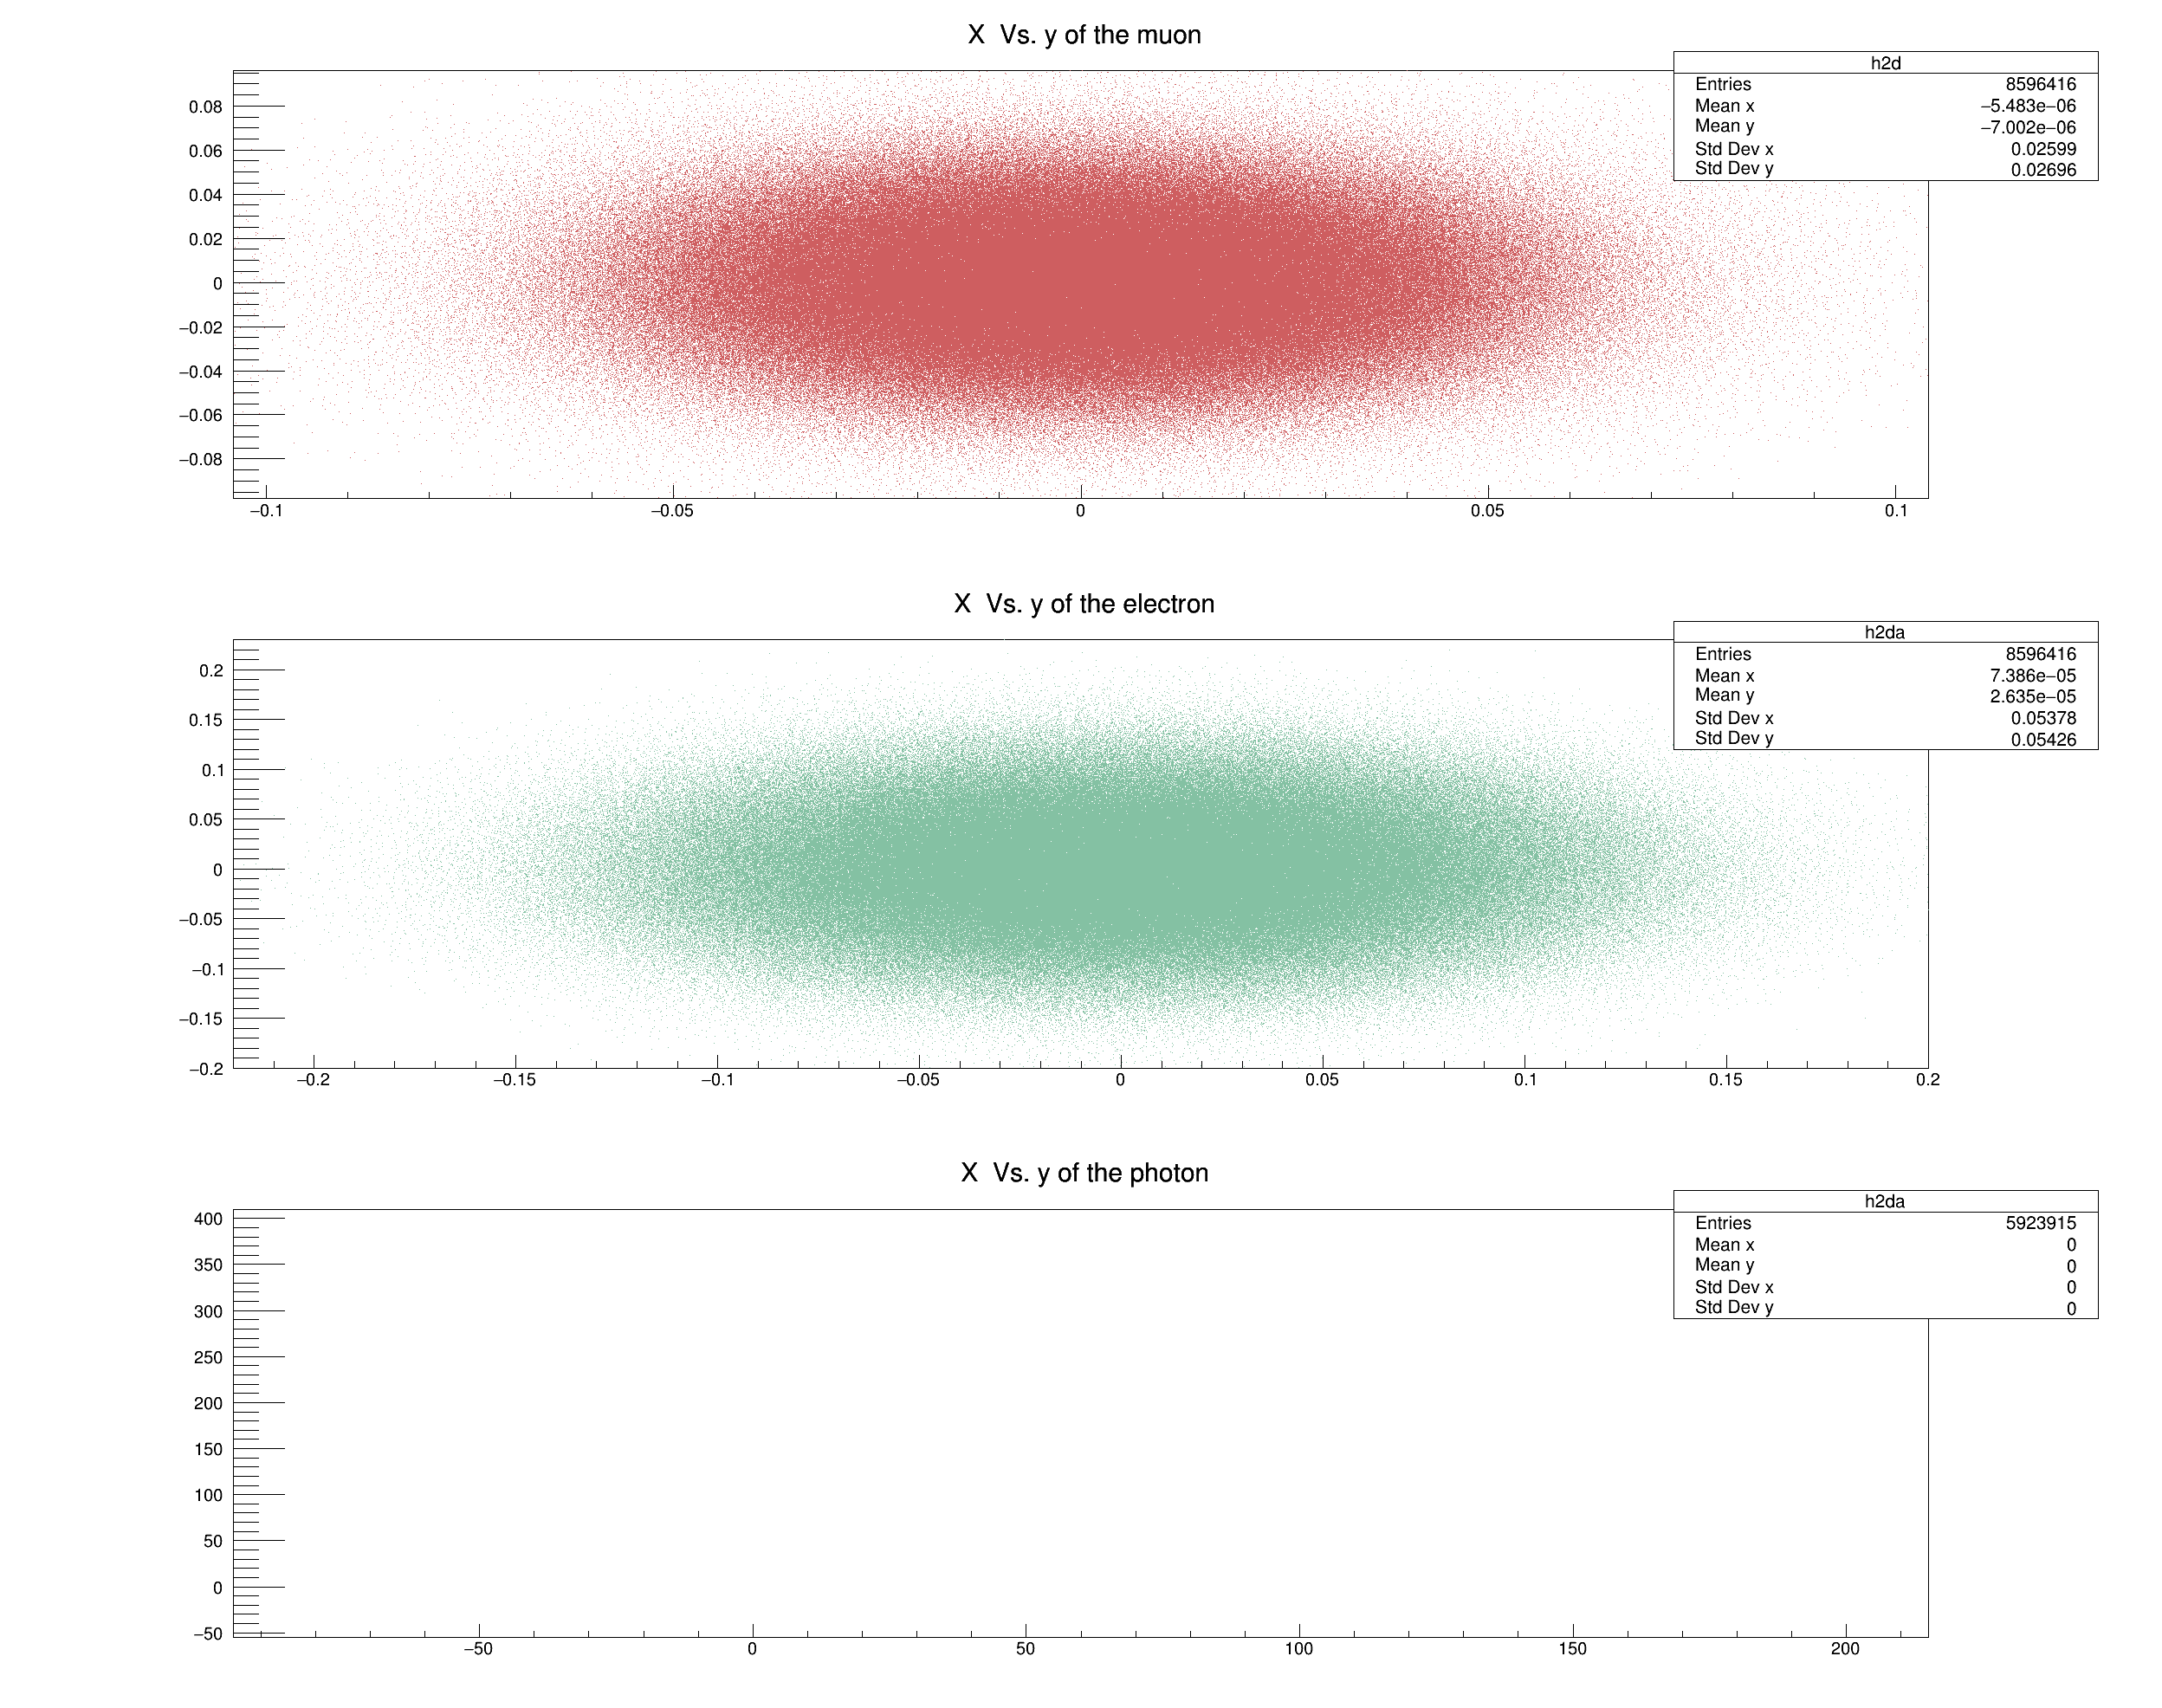 X Vs. y of the muon
h2d
Entries 8596416
Mean x −5.483e−06
Mean y −7.002e−06
Std Dev x 0.02599
Std Dev y 0.02696
0.08
0.06
0.04
0.02
0
−0.02
−0.04
−0.06
−0.08
−0.1 −0.05 0 0.05 0.1
X Vs. y of the electron
h2da
Entries 8596416
Mean x 7.386e−05
Mean y 2.635e−05
Std Dev x 0.05378
Std Dev y 0.05426
0.2
0.15
0.1
0.05
0
−0.05
−0.1
−0.15
−0.2
−0.2 −0.15 −0.1 −0.05 0 0.05 0.1 0.15 0.2
X Vs. y of the photon
h2da
Entries 5923915
Mean x 0
Mean y 0
Std Dev x 0
Std Dev y 0
400
350
300
250
200
150
100
50
0
−50
−50 0 50 100 150 200